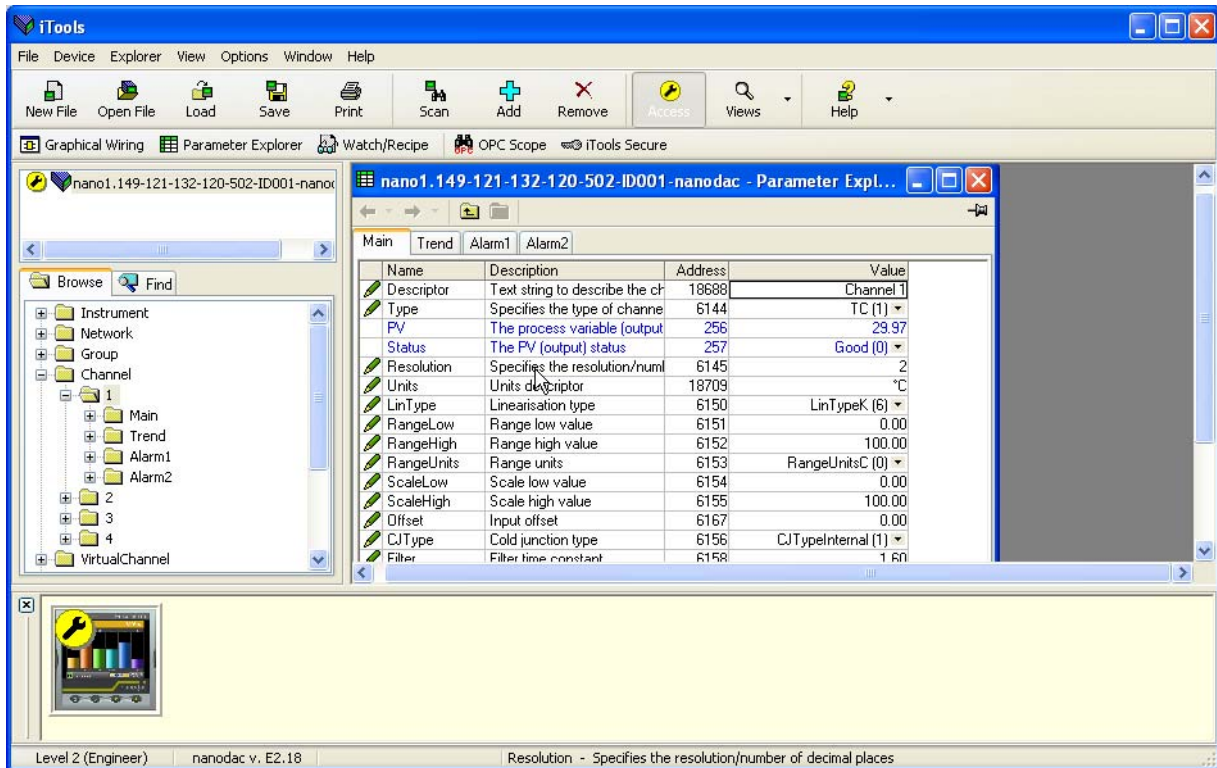 iTools
File Device Explorer View Options Window Help
New File Open File Load Save Print Scan Add Remove Access Views Help
Graphical Wiring Parameter Explorer Watch/Recipe OPC Scope iTools Secure
nano1.149-121-132-120-502-ID001-nanod
nano1.149-121-132-120-502-ID001-nanodac - Parameter Expl...
Main Trend Alarm1 Alarm2
Browse Find
Instrument
Network
Group
Channel
1
Main
Trend
Alarm1
Alarm2
2
3
4
VirtualChannel
Name Description Address Value
Descriptor Text string to describe the ch 18688 Channel 1
Type Specifies the type of channe 6144 TC (1)
PV The process variable (output 256 29.97
Status The PV (output) status 257 Good (0)
Resolution Specifies the resolution/numl 6145 2
Units Units descriptor 18709 °C
LinType Linearisation type 6150 LinTypeK (6)
RangeLow Range low value 6151 0.00
RangeHigh Range high value 6152 100.00
RangeUnits Range units 6153 RangeUnitsC (0)
ScaleLow Scale low value 6154 0.00
ScaleHigh Scale high value 6155 100.00
Offset Input offset 6167 0.00
CJType Cold junction type 6156 CJTypeInternal (1)
Filter Filter time constant 6158 1.60
Level 2 (Engineer) nanodac v. E2.18 Resolution - Specifies the resolution/number of decimal places